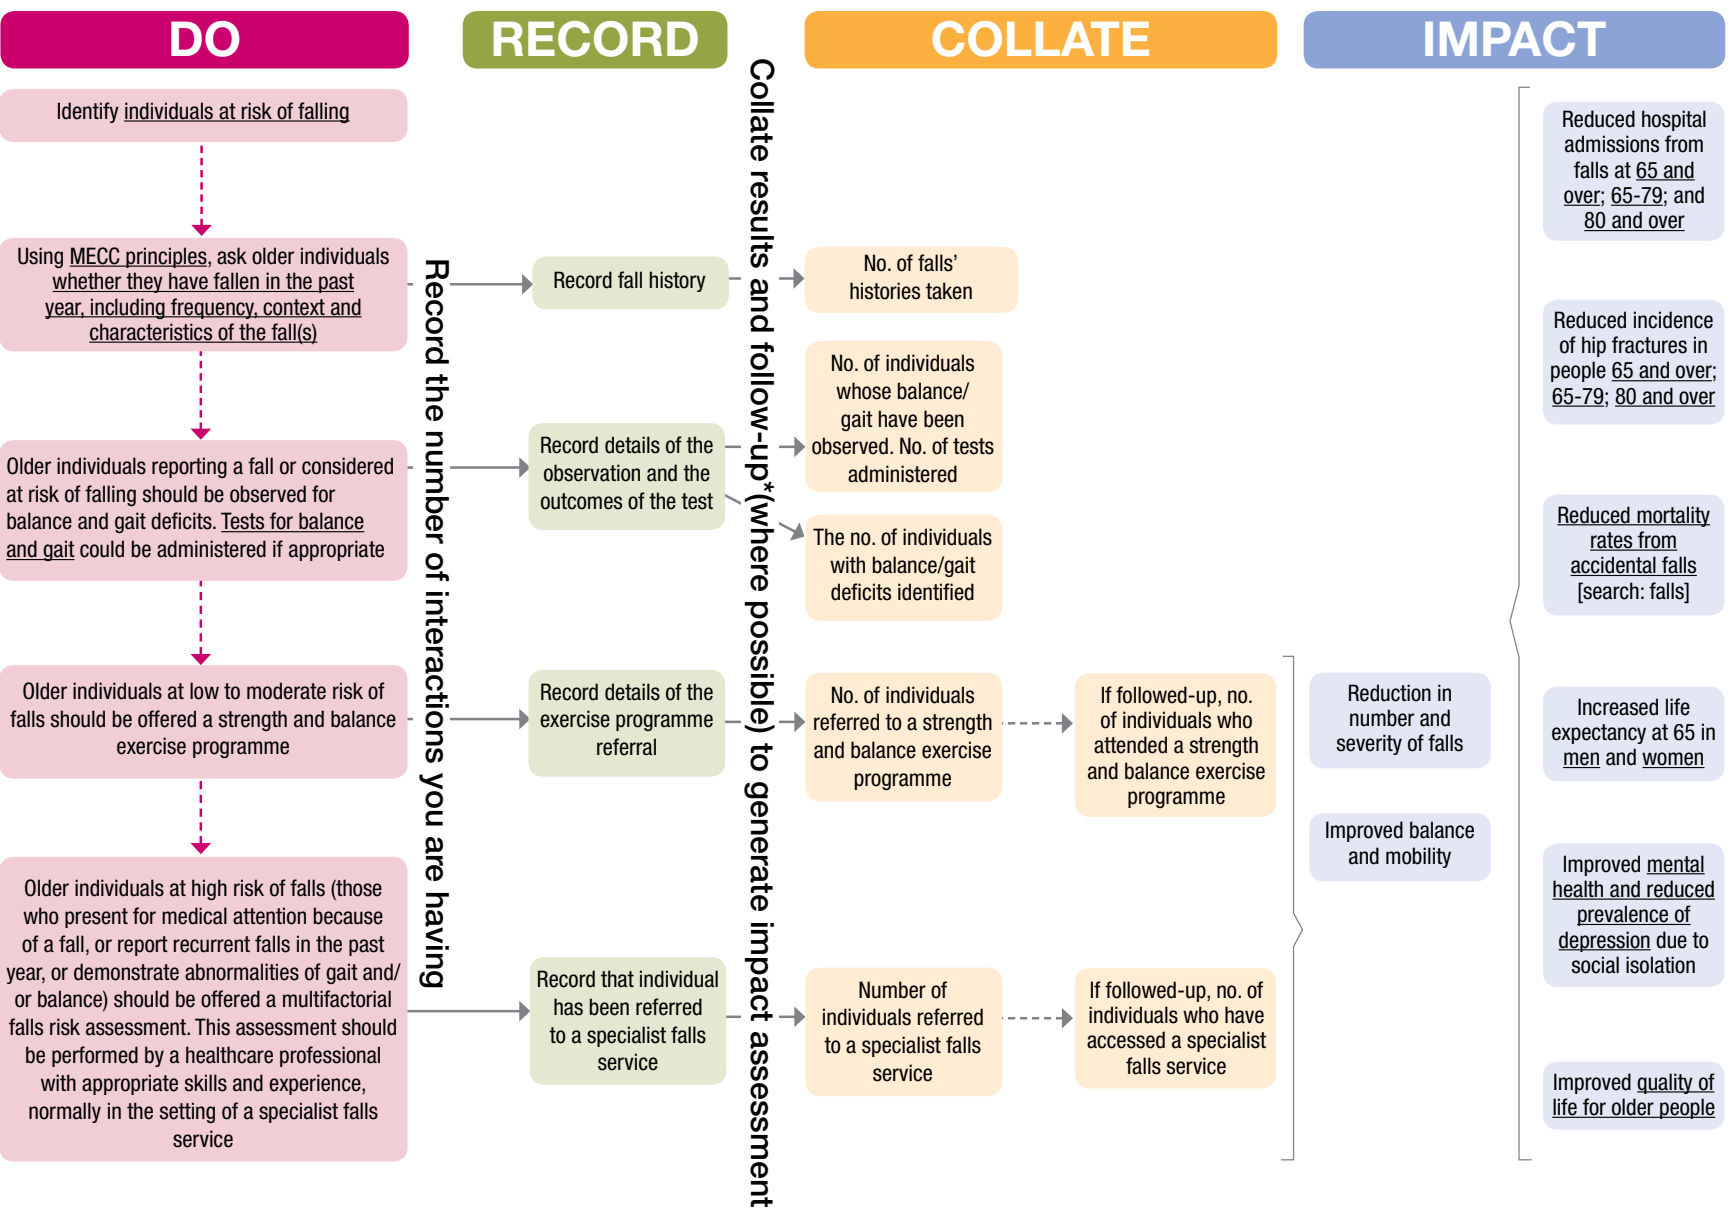 DO
RECORD
COLLATE
IMPACT
Identify individuals at risk of falling
Using MECC principles, ask older individuals
whether they have fallen in the past
year, including frequency, context and
characteristics of the fall(s)
Older individuals reporting a fall or considered
at risk of falling should be observed for
balance and gait deficits. Tests for balance
and gait could be administered if appropriate
Older individuals at low to moderate risk of
falls should be offered a strength and balance
exercise programme
Older individuals at high risk of falls (those
who present for medical attention because
of a fall, or report recurrent falls in the past
year, or demonstrate abnormalities of gait and/
or balance) should be offered a multifactorial
falls risk assessment. This assessment should
be performed by a healthcare professional
with appropriate skills and experience,
normally in the setting of a specialist falls
service
Record the number of interactions you are having
Record fall history
Record details of the
observation and the
outcomes of the test
Record details of the
exercise programme
referral
Record that individual
has been referred
to a specialist falls
service
Collate results and follow-up*(where possible) to generate impact assessment
No. of falls’
histories taken
No. of individuals
whose balance/
gait have been
observed. No. of tests
administered
The no. of individuals
with balance/gait
deficits identified
No. of individuals
referred to a strength
and balance exercise
programme
If followed-up, no.
of individuals who
attended a strength
and balance exercise
programme
Number of
individuals referred
to a specialist falls
service
If followed-up, no. of
individuals who have
accessed a specialist
falls service
Reduction in
number and
severity of falls
Improved balance
and mobility
Reduced hospital
admissions from
falls at 65 and
over; 65-79; and
80 and over
Reduced incidence
of hip fractures in
people 65 and over;
65-79; 80 and over
Reduced mortality
rates from
accidental falls
[search: falls]
Increased life
expectancy at 65 in
men and women
Improved mental
health and reduced
prevalence of
depression due to
social isolation
Improved quality of
life for older people